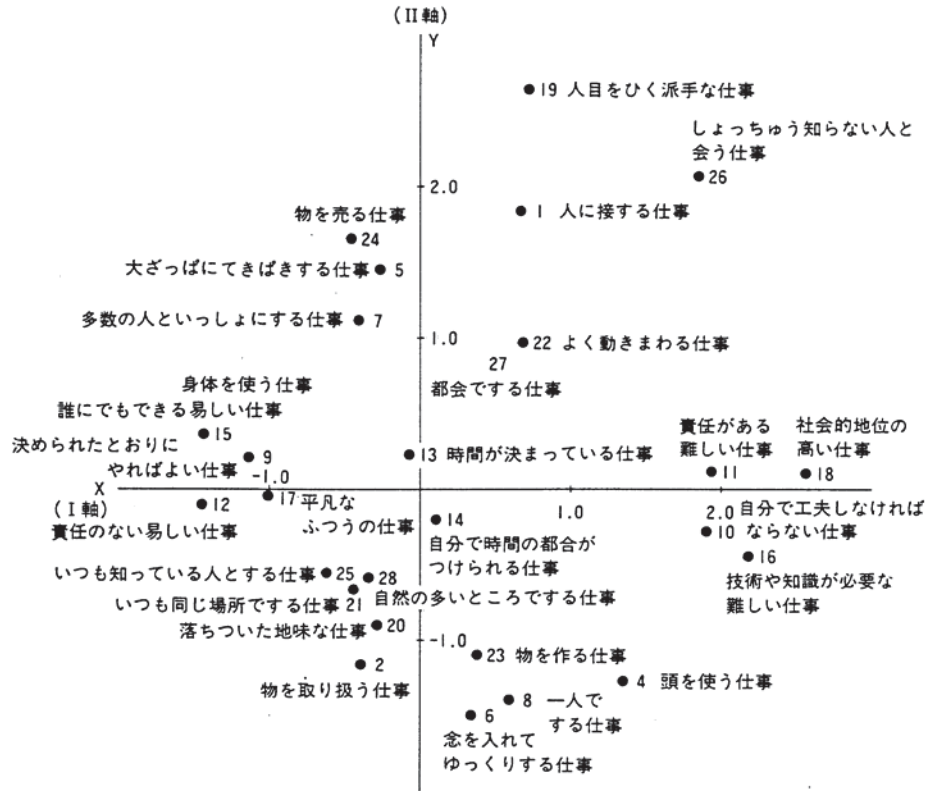 (II軸)
Y
19 人目をひく派手な仕事
しょっちゅう知らない人と
会う仕事
26
2.0
物を売る仕事
24
1 人に接する仕事
大ざっぱにてきぱきする仕事 5
多数の人といっしょにする仕事 7
1.0
22 よく動きまわる仕事
27
都会でする仕事
身体を使う仕事
誰にでもできる易しい仕事
15
決められたとおりに
やればよい仕事
9
-1.0
13 時間が決まっている仕事
責任がある
難しい仕事
11
社会的地位の
高い仕事
18
X
(I軸)
12
責任のない易しい仕事
17 平凡な
ふつうの仕事
14
自分で時間の都合が
つけられる仕事
1.0
2.0
自分で工夫しなければ
10 ならない仕事
16
技術や知識が必要な
難しい仕事
いつも知っている人とする仕事 25
28
自然の多いところでする仕事
いつも同じ場所でする仕事 21
落ちついた地味な仕事 20
-1.0
2
物を取り扱う仕事
23 物を作る仕事
4 頭を使う仕事
8 一人で
する仕事
6
念を入れて
ゆっくりする仕事